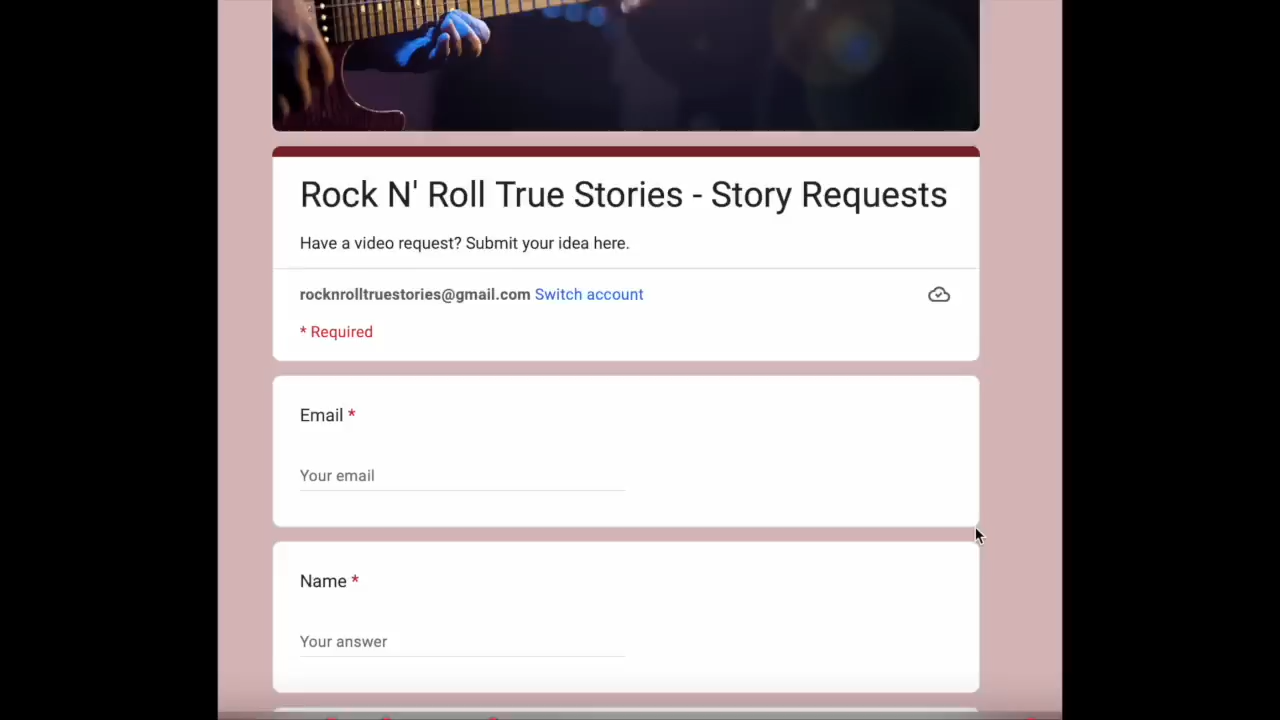 Rock N' Roll True Stories - Story Requests
Have a video request? Submit your idea here.
rocknrolltruestories@gmail.com Switch account
* Required
Email *
Your email
Name *
Your answer